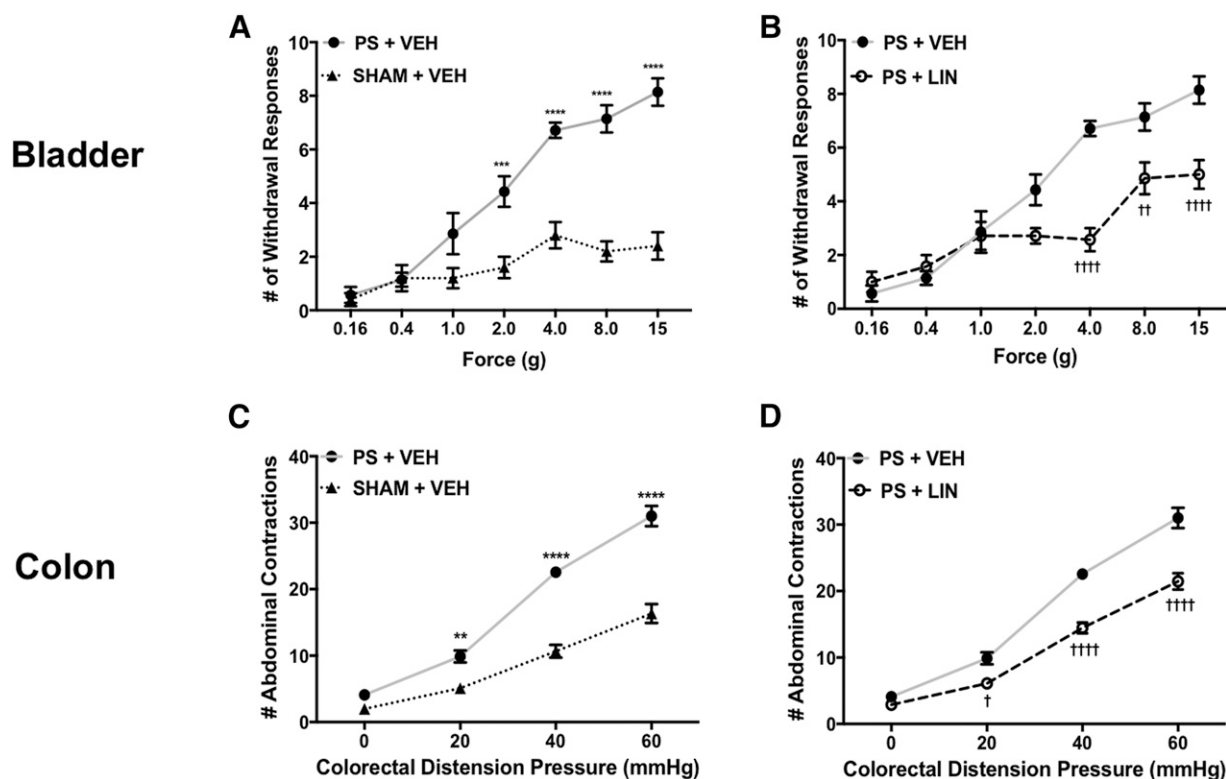 Bladder
A
# of Withdrawal Responses
10
8
6
4
2
0
PS + VEH
SHAM + VEH
***
****
****
****
0.16 0.4 1.0 2.0 4.0 8.0 15
Force (g)
B
# of Withdrawal Responses
10
8
6
4
2
0
PS + VEH
PS + LIN
††††
††
††††
0.16 0.4 1.0 2.0 4.0 8.0 15
Force (g)
Colon
C
# Abdominal Contractions
40
30
20
10
0
PS + VEH
SHAM + VEH
**
****
****
0 20 40 60
Colorectal Distension Pressure (mmHg)
D
# Abdominal Contractions
40
30
20
10
0
PS + VEH
PS + LIN
†
††††
††††
0 20 40 60
Colorectal Distension Pressure (mmHg)